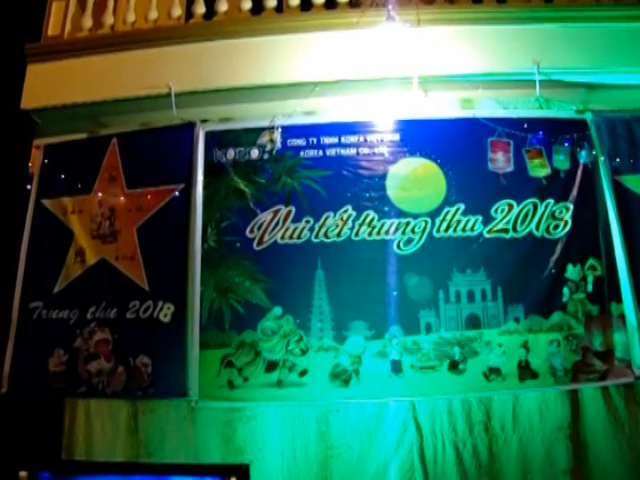 CÔNG TY TNHH KOREA VIỆT NAM
KOREA VIETNAM CO., LTD
Vui tết trung thu 2018
Trung thu 2018